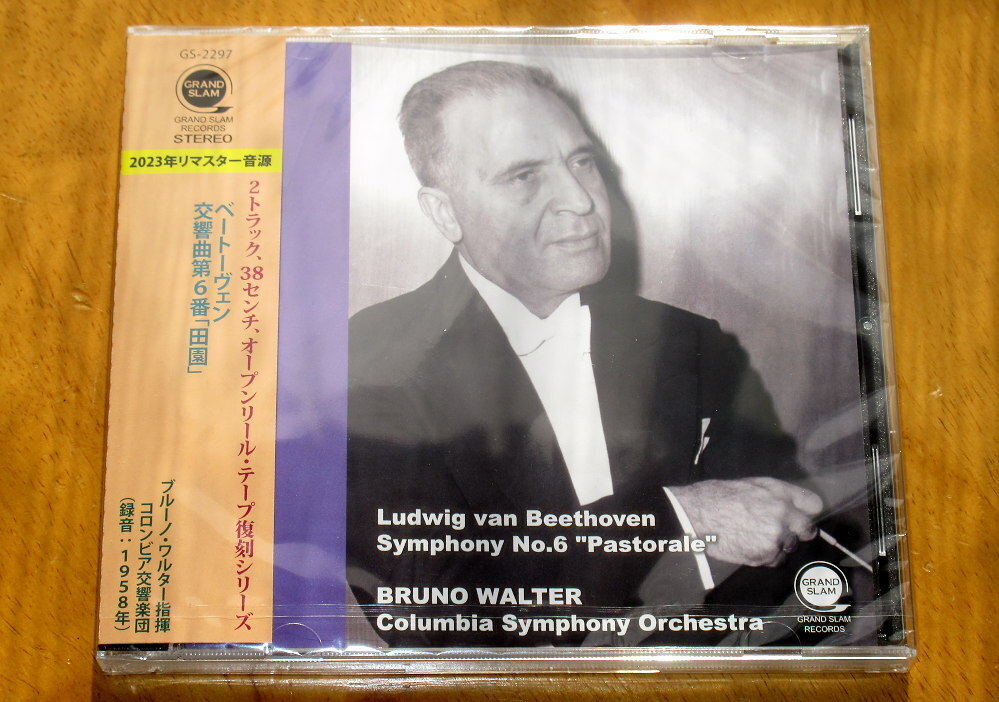 GS-2297
GRAND
SLAM
GRAND SLAM
RECORDS
STEREO
2023年リマスター音源
2トラック、38センチ、オープンリール・テープ復刻シリーズ
ベートーヴェン
交響曲第6番「田園」
ブルーノ・ワルター指揮
コロンビア交響楽団
(録音:1958年)
Ludwig van Beethoven
Symphony No.6 "Pastorale"
BRUNO WALTER
Columbia Symphony Orchestra
GRAND
SLAM
GRAND SLAM
RECORDS